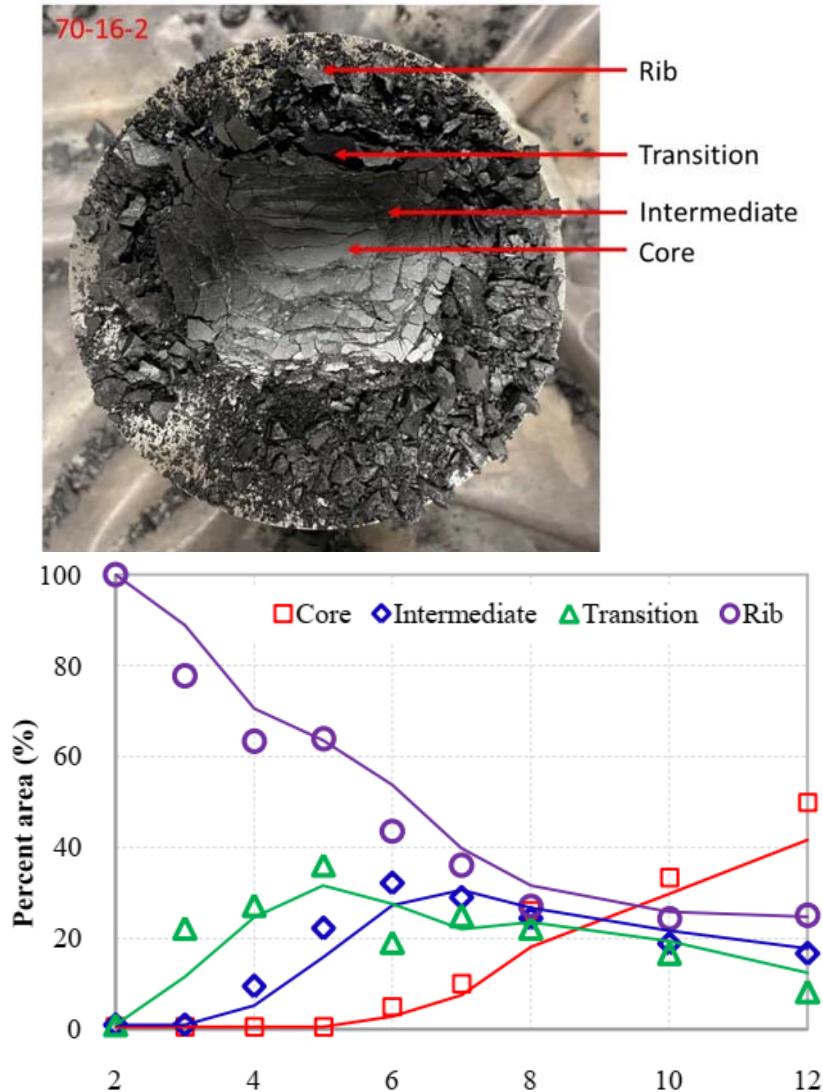 70-16-2
Rib
Transition
Intermediate
Core
100
80
60
40
20
0
Percent area (%)
Core Intermediate Transition Rib
2 4 6 8 10 12